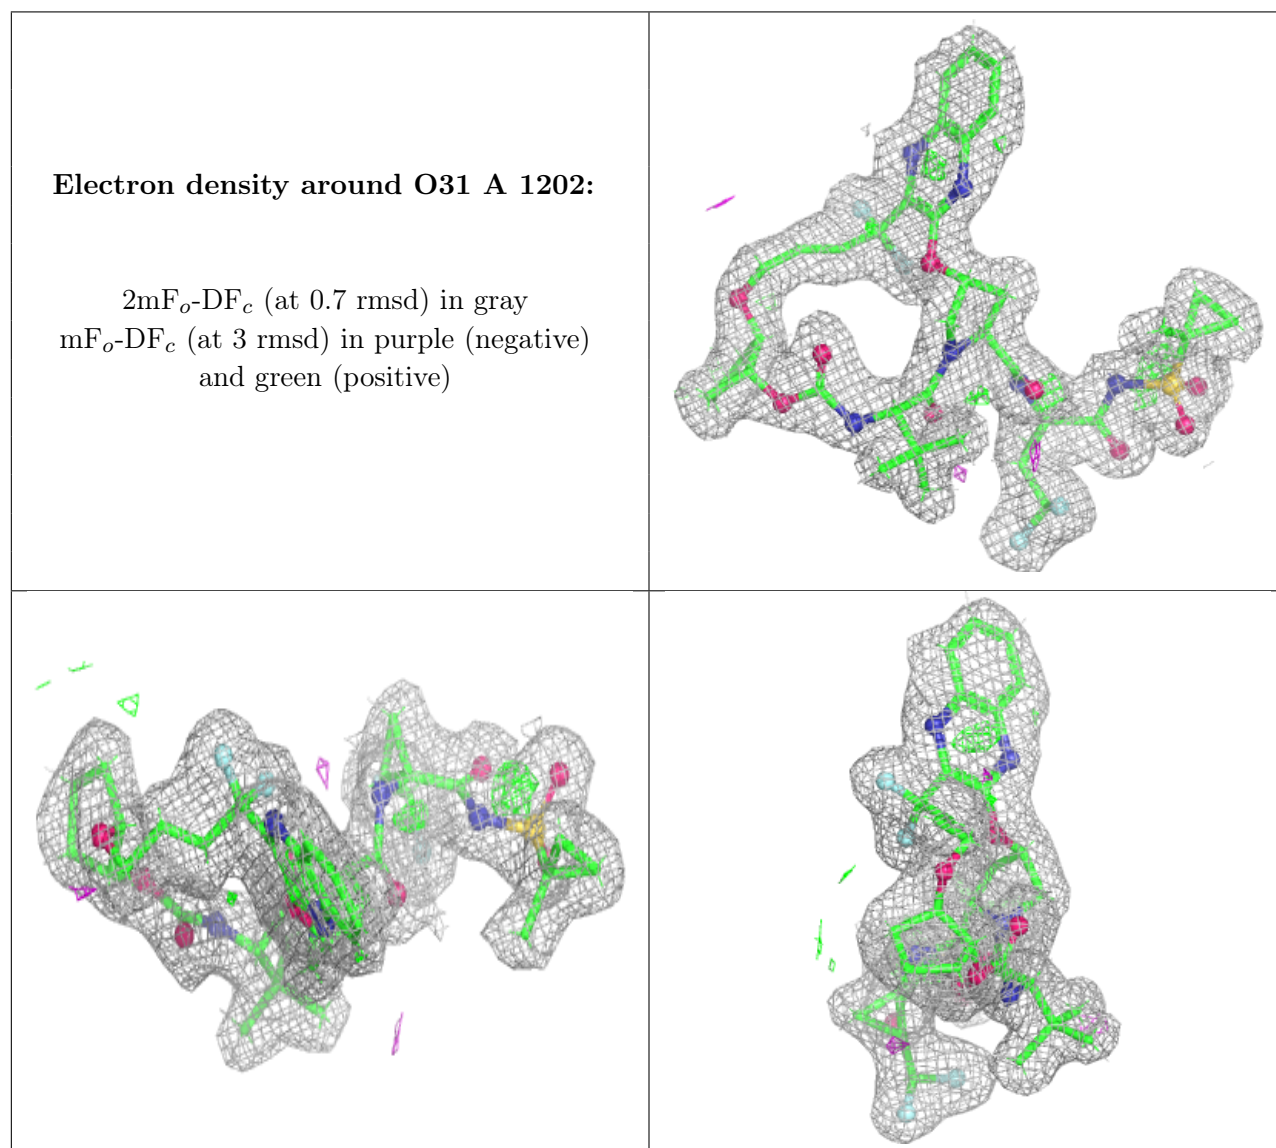 Electron density around O31 A 1202:
2mFo-DFc (at 0.7 rmsd) in gray
mFo-DFc (at 3 rmsd) in purple (negative)
and green (positive)